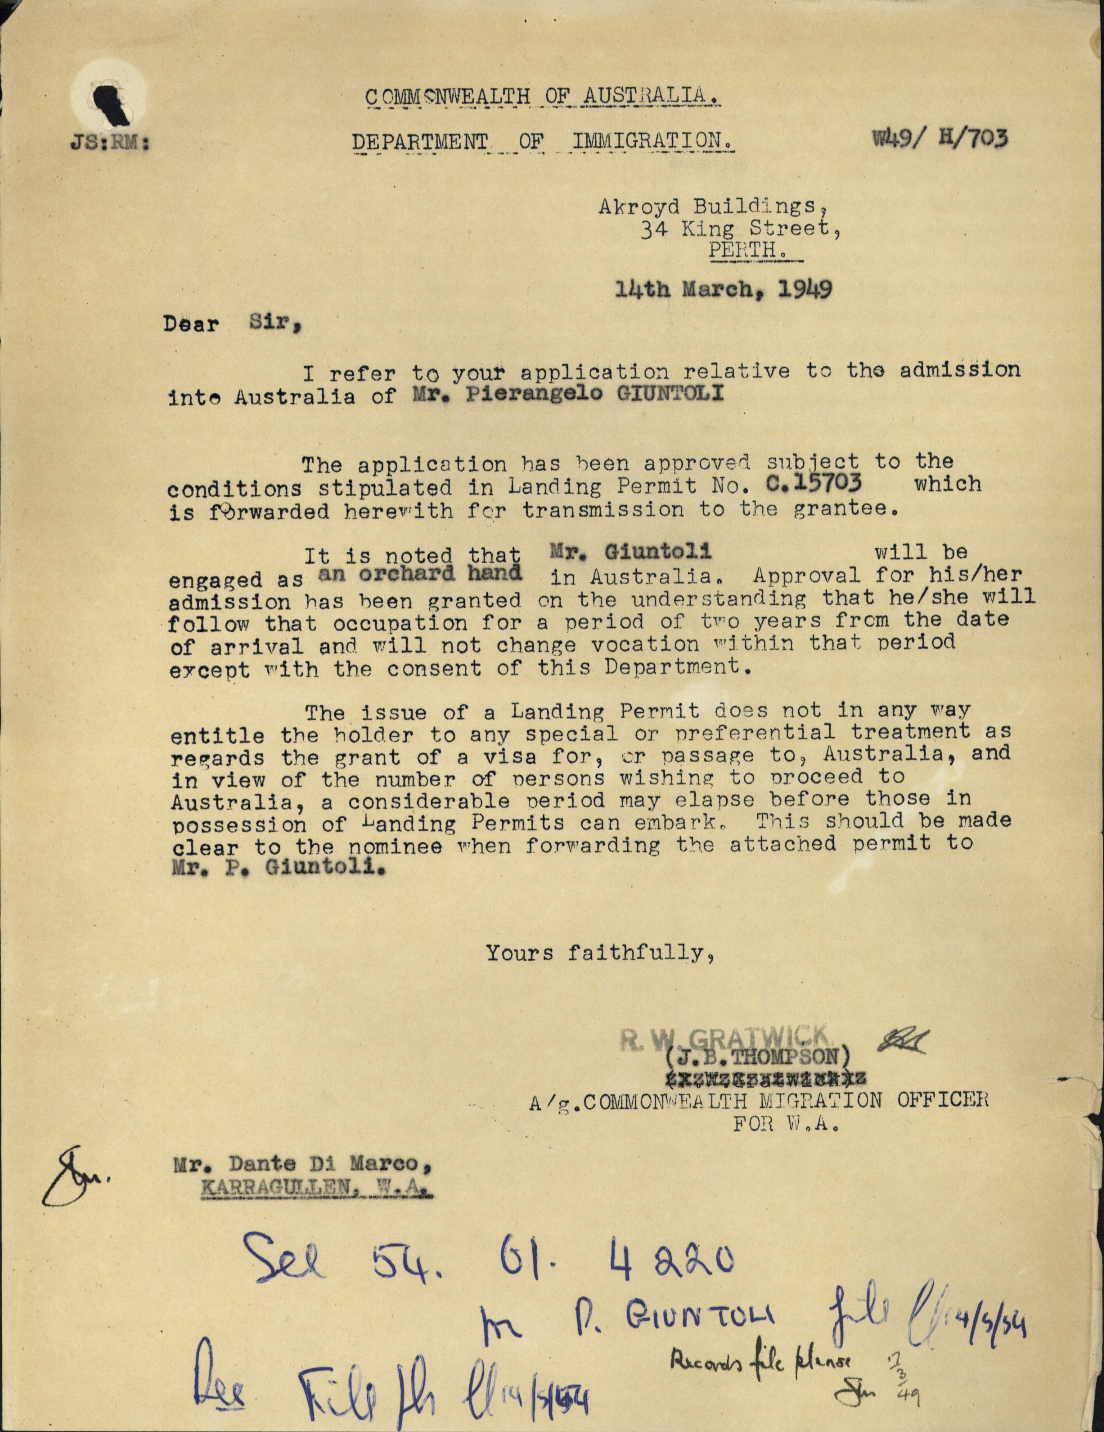 COMMONWEALTH OF AUSTRALIA.
JS:RM:
DEPARTMENT OF IMMIGRATION.
W49/ H/703
Akroyd Buildings,
34 King Street,
PERTH.
14th March, 1949
Dear Sir,
I refer to your application relative to the admission
into Australia of Mr. Pierangelo GIUNTOLI
The application has been approved subject to the
conditions stipulated in Landing Permit No. C.15703 which
is forwarded herewith for transmission to the grantee.
It is noted that Mr. Giuntoli will be
engaged as an orchard hand in Australia. Approval for his/her
admission has been granted on the understanding that he/she will
follow that occupation for a period of two years from the date
of arrival and will not change vocation within that period
except with the consent of this Department.
The issue of a Landing Permit does not in any way
entitle the holder to any special or preferential treatment as
regards the grant of a visa for, or passage to, Australia, and
in view of the number of persons wishing to proceed to
Australia, a considerable period may elapse before those in
possession of Landing Permits can embark. This should be made
clear to the nominee when forwarding the attached permit to
Mr. P. Giuntoli.
Yours faithfully,
R. W. GRATWICK
(J.B.THOMPSON)
A/g.COMMONWEALTH MIGRATION OFFICER
FOR W.A.
Mr. Dante Di Marco,
KARRAGULLEN, W.A.
See 54. 61. 4220
P. GIUNTOLI file 14/5/54
Records file please
File 14/5/54